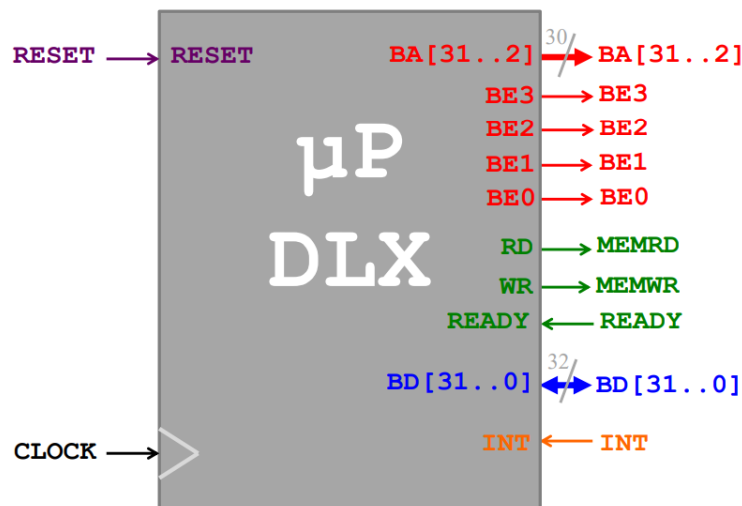 30
RESET RESET BA[31..2] BA[31..2]
BE3 BE3
BE2 BE2
µP
BE1 BE1
BE0 BE0
DLX
RD MEMRD
WR MEMWR
READY READY
32
BD[31..0] BD[31..0]
INT INT
CLOCK